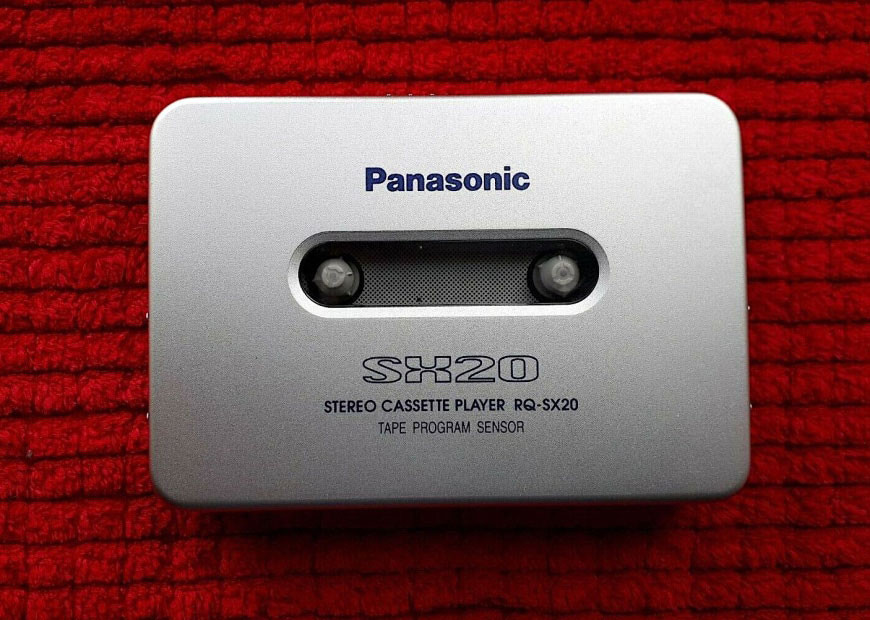 Panasonic
SX20
STEREO CASSETTE PLAYER RQ-SX20
TAPE PROGRAM SENSOR